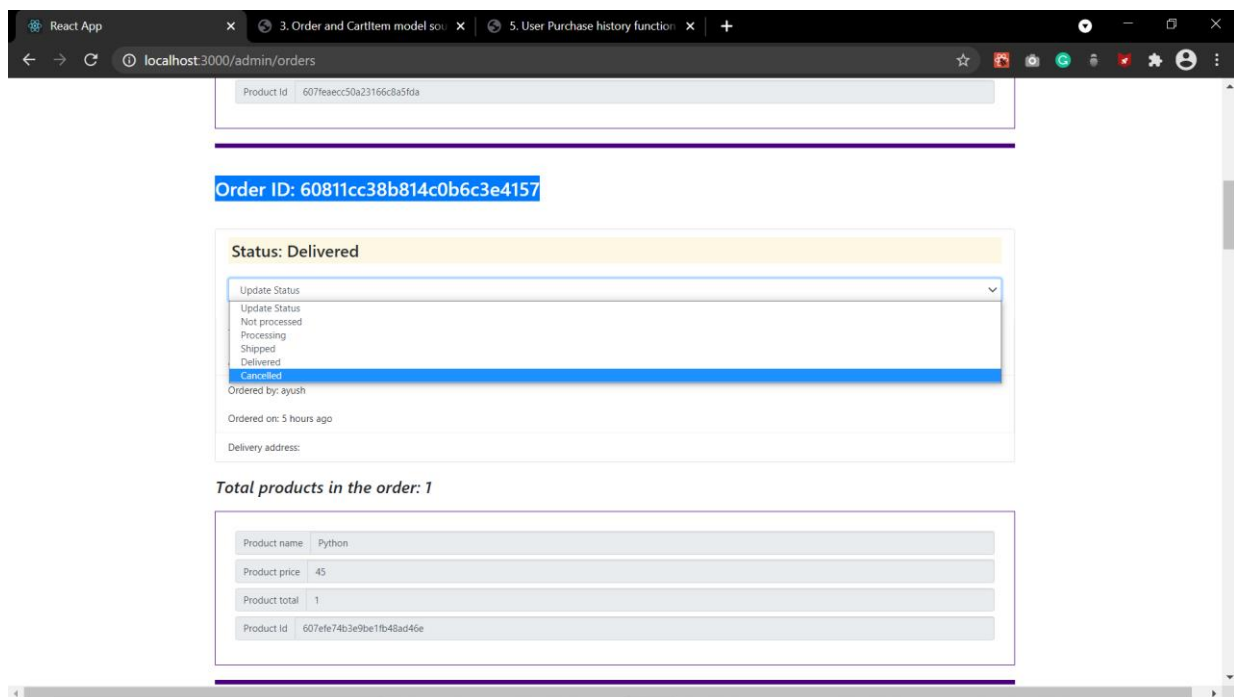 React App
3. Order and CartItem model sou
5. User Purchase history function
localhost:3000/admin/orders
Product Id 607feaecc50a23166c8a5fda
Order ID: 60811cc38b814c0b6c3e4157
Status: Delivered
Update Status
Update Status
Not processed
Processing
Shipped
Delivered
Cancelled
Ordered by: ayush
Ordered on: 5 hours ago
Delivery address:
Total products in the order: 1
Product name Python
Product price 45
Product total 1
Product Id 607efe74b3e9be1fb48ad46e